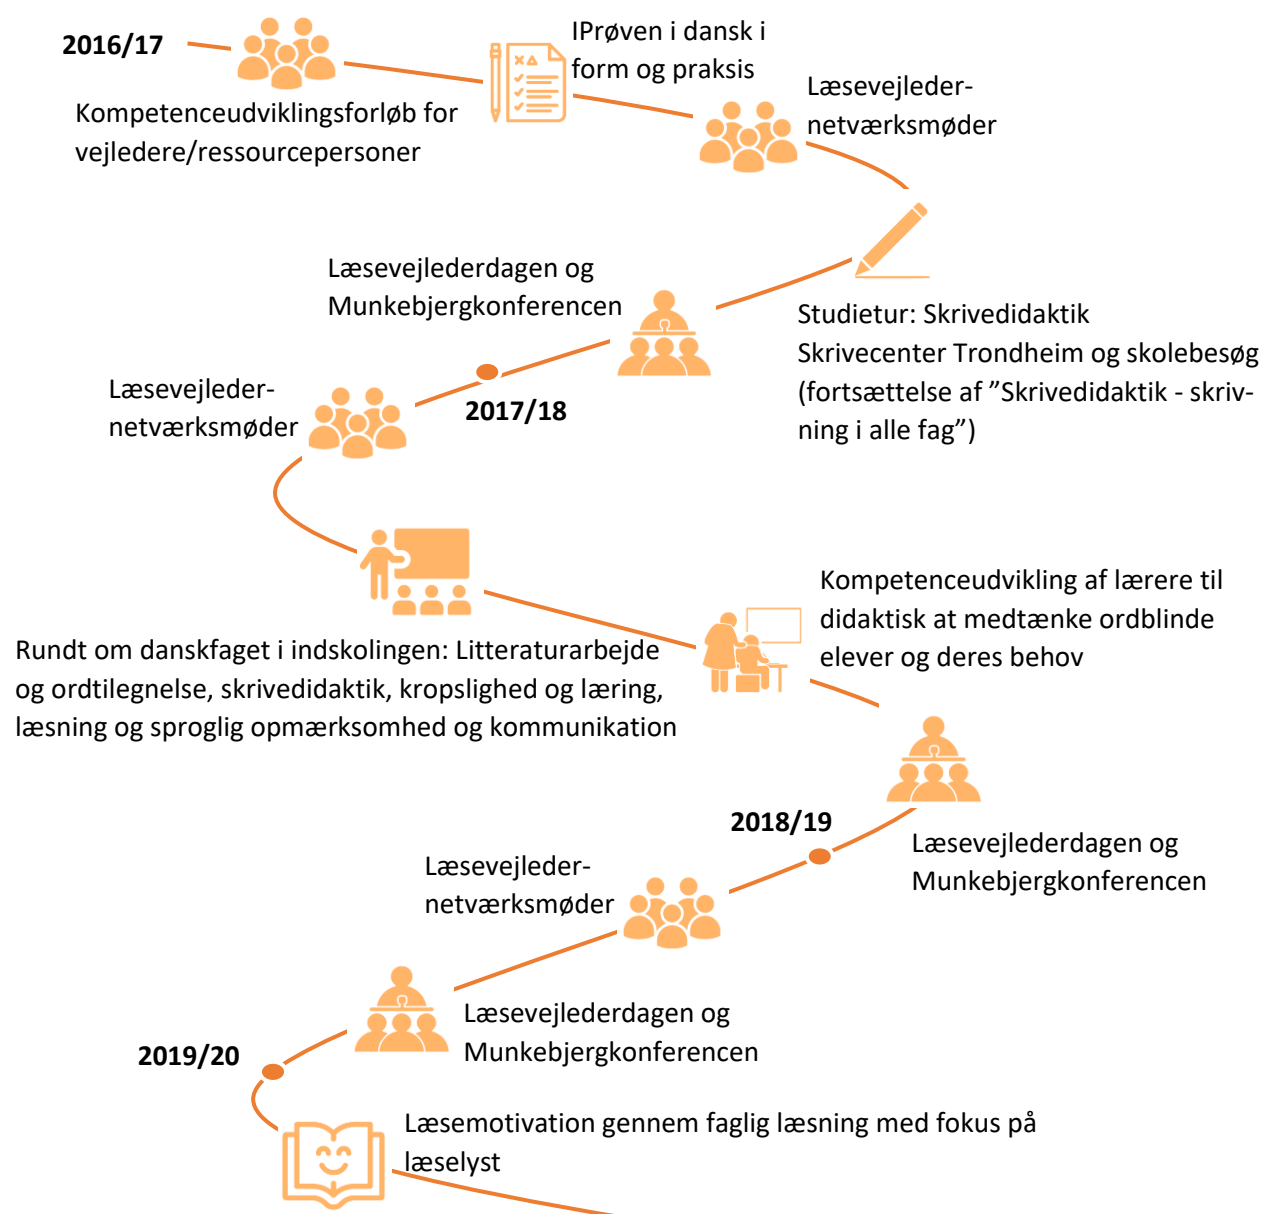 2016/17
Kompetenceudviklingsforløb for
vejledere/ressourcepersoner
IPrøven i dansk i
form og praksis
Læsevejleder-
netværksmøder
Studietur: Skrivedidaktik
Skrivecenter Trondheim og skolebesøg
(fortsættelse af ”Skrivedidaktik - skriv-
ning i alle fag”)
Læsevejlederdagen og
Munkebjergkonferencen
2017/18
Læsevejleder-
netværksmøder
Rundt om danskfaget i indskolingen: Litteraturarbejde
og ordtilegnelse, skrivedidaktik, kropslighed og læring,
læsning og sproglig opmærksomhed og kommunikation
Kompetenceudvikling af lærere til
didaktisk at medtænke ordblinde
elever og deres behov
Læsevejlederdagen og
Munkebjergkonferencen
2018/19
Læsevejleder-
netværksmøder
Læsevejlederdagen og
Munkebjergkonferencen
2019/20
Læsemotivation gennem faglig læsning med fokus på
læselyst